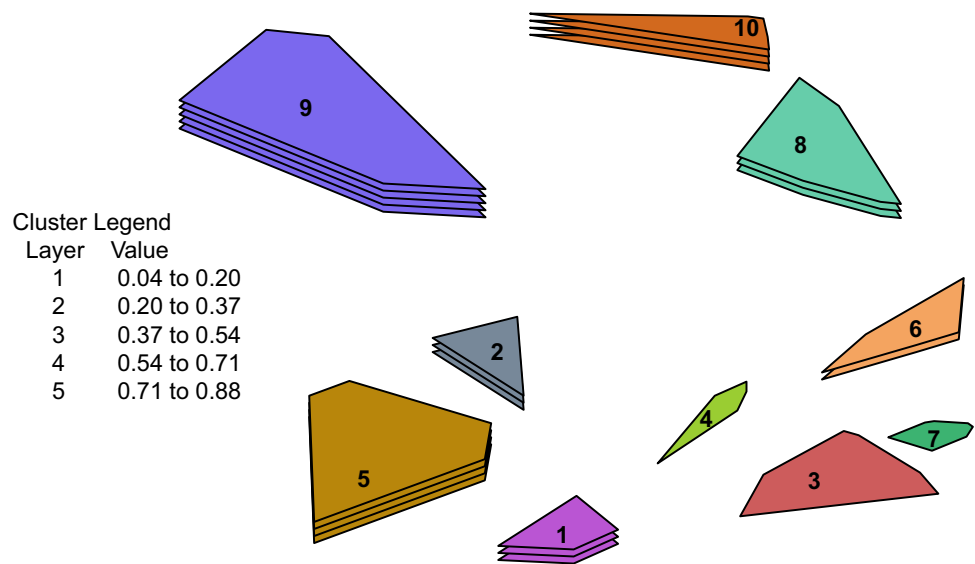 10
9
8
Cluster Legend
Layer Value
1 0.04 to 0.20
2 0.20 to 0.37
3 0.37 to 0.54
4 0.54 to 0.71
5 0.71 to 0.88
6
2
4
7
5
3
1